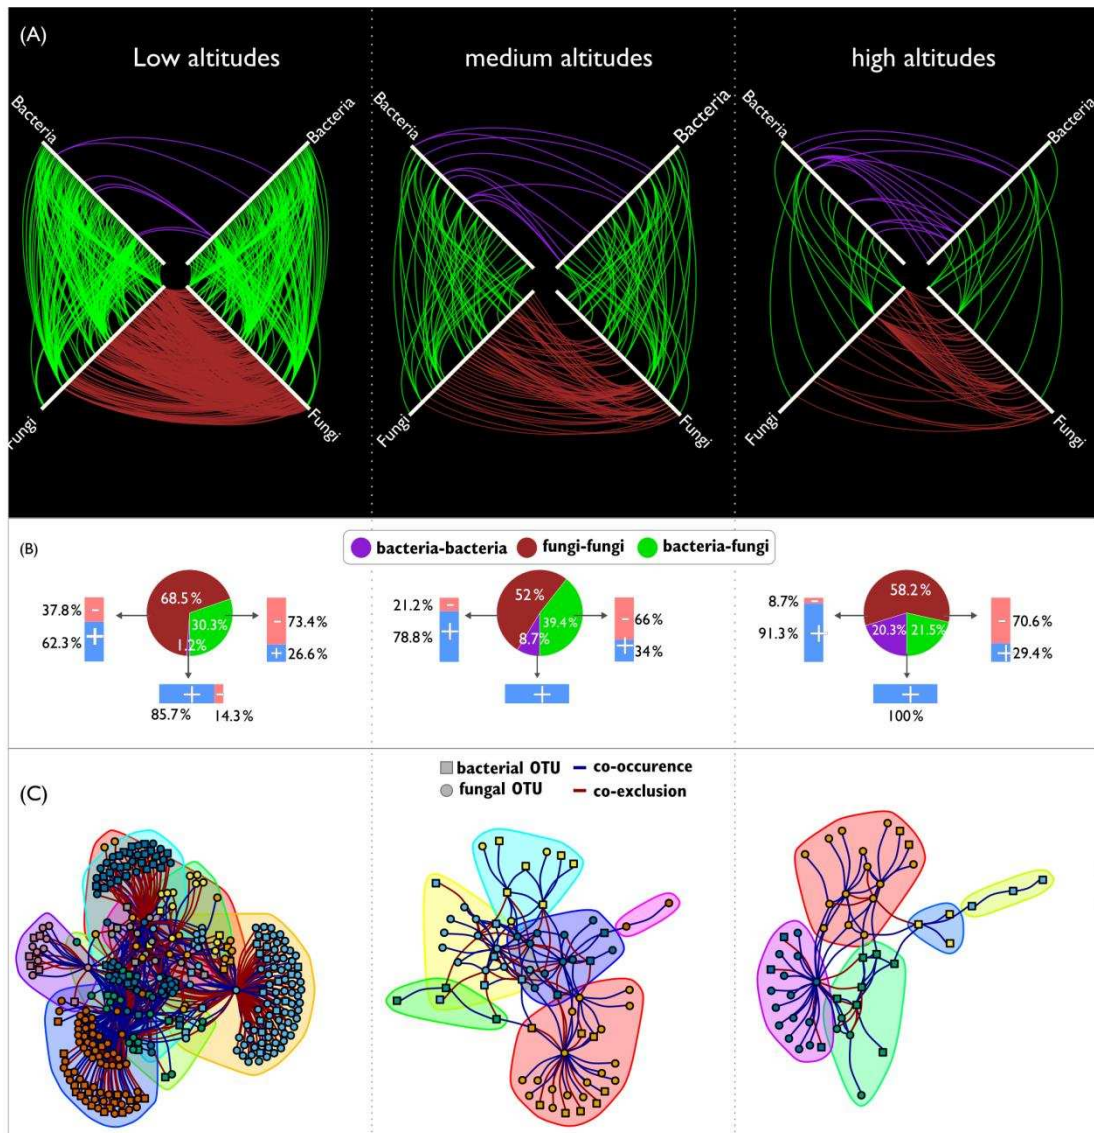 (A)
Low altitudes
medium altitudes
high altitudes
Bacteria
Bacteria
Bacteria
Bacteria
Bacteria
Bacteria
Fungi
Fungi
Fungi
Fungi
Fungi
Fungi
(B)
bacteria-bacteria fungi-fungi bacteria-fungi
37.8%
-
62.3%
+
68.5%
30.3%
1.2%
-
73.4%
+
26.6%
+ -
85.7% 14.3%
21.2%
-
78.8%
+
52%
39.4%
8.7%
-
66%
+
34%
+
8.7%
-
91.3%
+
58.2%
20.3% 21.5%
-
70.6%
+
29.4%
+
100%
(C)
bacterial OTU co-occurence
fungal OTU co-exclusion